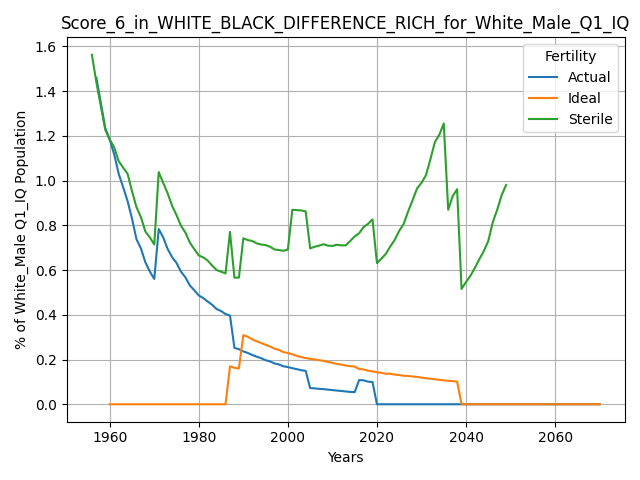 Score_6_in_WHITE_BLACK_DIFFERENCE_RICH_for_White_Male_Q1_IQ
Fertility
Actual
Ideal
Sterile
% of White_Male Q1_IQ Population
1.6
1.4
1.2
1.0
0.8
0.6
0.4
0.2
0.0
1960 1980 2000 2020 2040 2060
Years